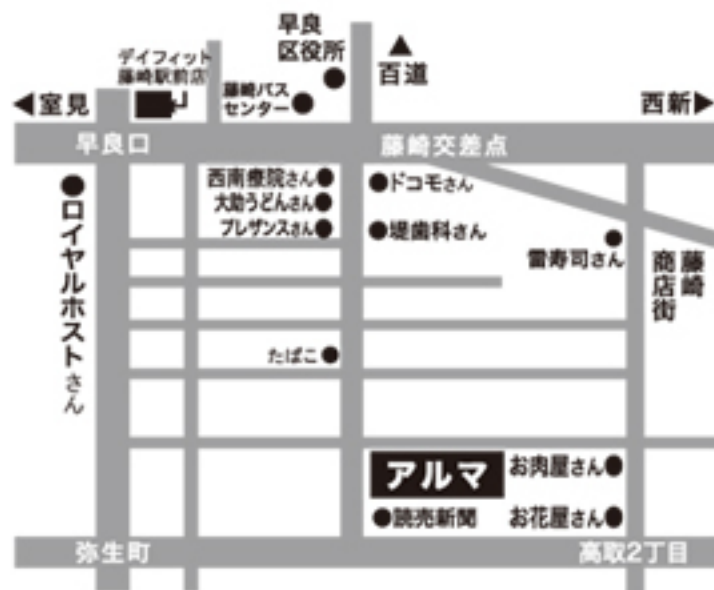 早良
区役所
デイフィット
藤崎駅前店
▲
百道
藤崎バス
センター
◀室見
西新▶
早良口
藤崎交差点
西南療院さん●
●ドコモさん
大助うどんさん●
プレザンスさん●
●堤歯科さん
雷寿司さん
藤崎
商店街
●ロイヤルホストさん
たばこ●
アルマ
お肉屋さん●
●読売新聞
お花屋さん●
弥生町
高取2丁目